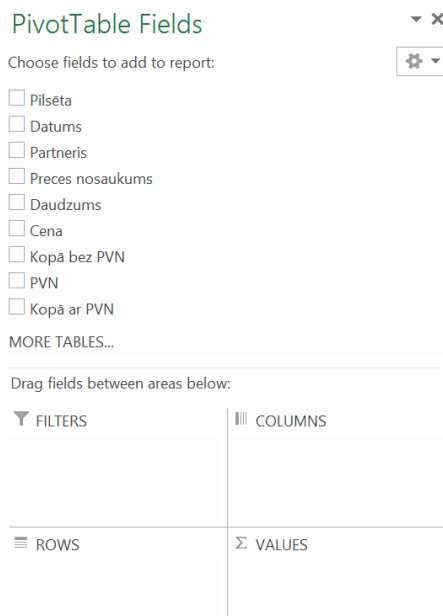 PivotTable Fields
Choose fields to add to report:
Pilsēta
Datums
Partneris
Preces nosaukums
Daudzums
Cena
Kopā bez PVN
PVN
Kopā ar PVN
MORE TABLES...
Drag fields between areas below:
FILTERS
COLUMNS
ROWS
VALUES